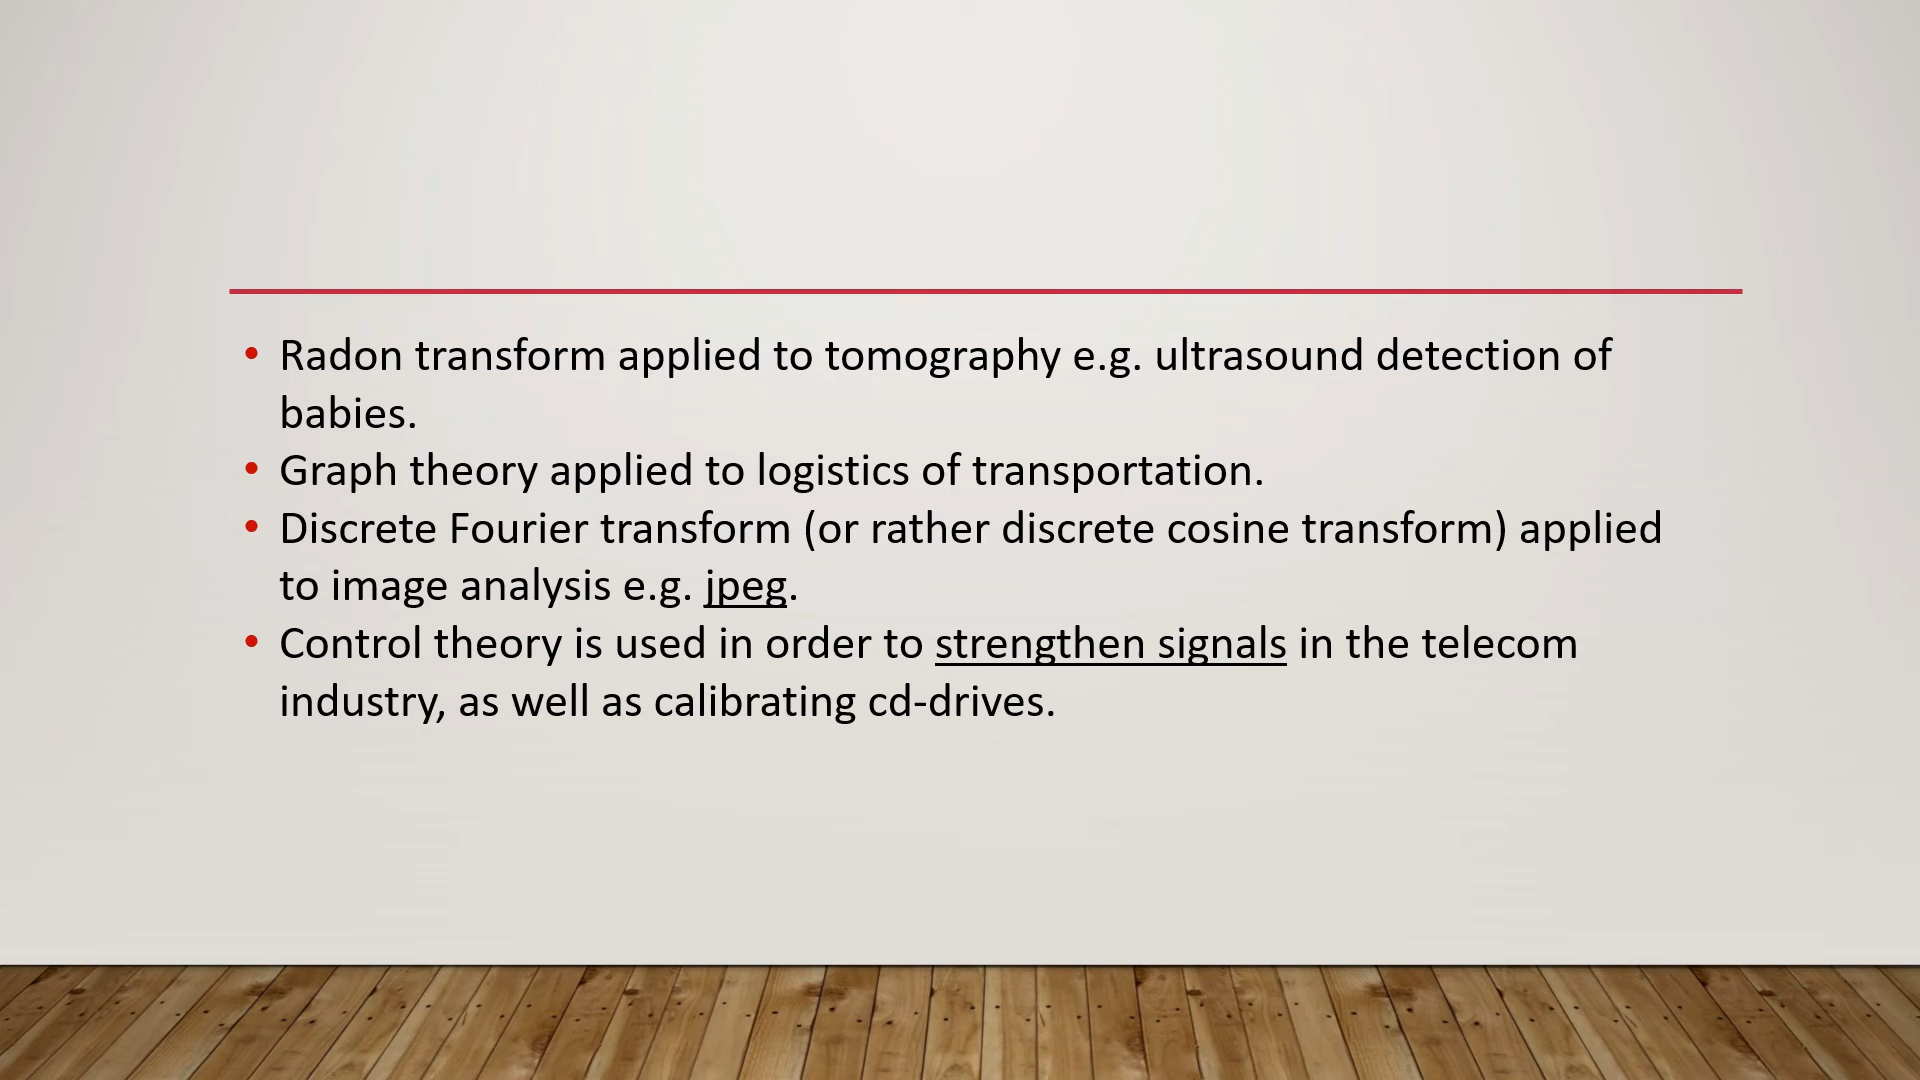 • Radon transform applied to tomography e.g. ultrasound detection of
babies.
• Graph theory applied to logistics of transportation.
• Discrete Fourier transform (or rather discrete cosine transform) applied
to image analysis e.g. jpeg.
• Control theory is used in order to strengthen signals in the telecom
industry, as well as calibrating cd-drives.